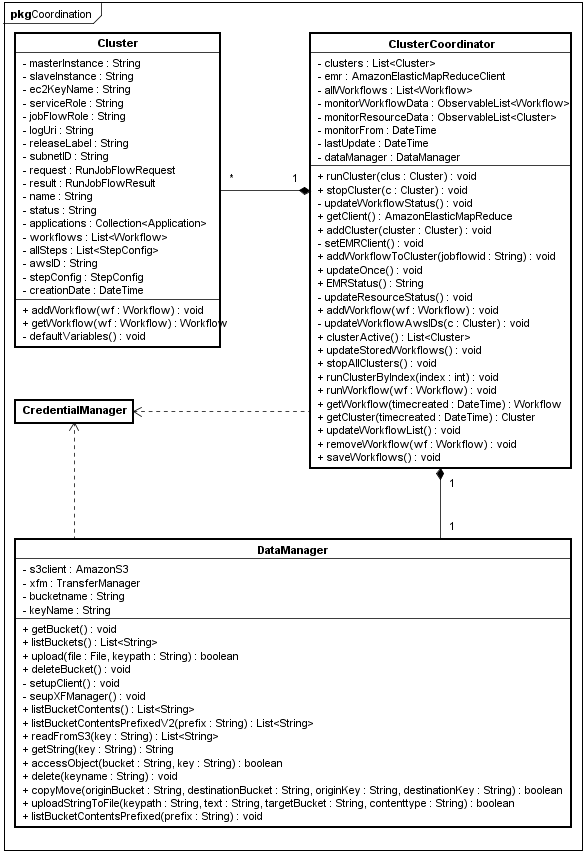 pkgCoordination
Cluster
- masterInstance : String
- slaveInstance : String
- ec2KeyName : String
- serviceRole : String
- jobFlowRole : String
- logUri : String
- releaseLabel : String
- subnetID : String
- request : RunJobFlowRequest
- result : RunJobFlowResult
- name : String
- status : String
- applications : Collection<Application>
- workflows : List<Workflow>
- allSteps : List<StepConfig>
- awsID : String
- stepConfig : StepConfig
- creationDate : DateTime
+ addWorkflow(wf : Workflow) : void
+ getWorkflow(wf : Workflow) : Workflow
- defaultVariables() : void
*
1
ClusterCoordinator
- clusters : List<Cluster>
- emr : AmazonElasticMapReduceClient
- allWorkflows : List<Workflow>
- monitorWorkflowData : ObservableList<Workflow>
- monitorResourceData : ObservableList<Cluster>
- monitorFrom : DateTime
- lastUpdate : DateTime
- dataManager : DataManager
+ runCluster(clus : Cluster) : void
+ stopCluster(c : Cluster) : void
- updateWorkflowStatus() : void
+ getClient() : AmazonElasticMapReduce
+ addCluster(cluster : Cluster) : void
- setEMRClient() : void
+ addWorkflowToCluster(jobflowid : String) : void
+ updateOnce() : void
+ EMRStatus() : String
- updateResourceStatus() : void
+ addWorkflow(wf : Workflow) : void
- updateWorkflowAwsIDs(c : Cluster) : void
+ clusterActive() : List<Cluster>
+ updateStoredWorkflows() : void
+ stopAllClusters() : void
+ runClusterByIndex(index : int) : void
+ runWorkflow(wf : Workflow) : void
+ getWorkflow(timecreated : DateTime) : Workflow
+ getCluster(timecreated : DateTime) : Cluster
+ updateWorkflowList() : void
+ removeWorkflow(wf : Workflow) : void
+ saveWorkflows() : void
CredentialManager
1
1
DataManager
- s3client : AmazonS3
- xfm : TransferManager
- bucketname : String
- keyName : String
+ getBucket() : void
+ listBuckets() : List<String>
+ upload(file : File, keypath : String) : boolean
+ deleteBucket() : void
- setupClient() : void
- seupXFManager() : void
+ listBucketContents() : List<String>
+ listBucketContentsPrefixedV2(prefix : String) : List<String>
+ readFromS3(key : String) : List<String>
+ getString(key : String) : String
+ accessObject(bucket : String, key : String) : boolean
+ delete(keyname : String) : void
+ copyMove(originBucket : String, destinationBucket : String, originKey : String, destinationKey : String) : boolean
+ uploadStringToFile(keypath : String, text : String, targetBucket : String, contenttype : String) : boolean
+ listBucketContentsPrefixed(prefix : String) : void